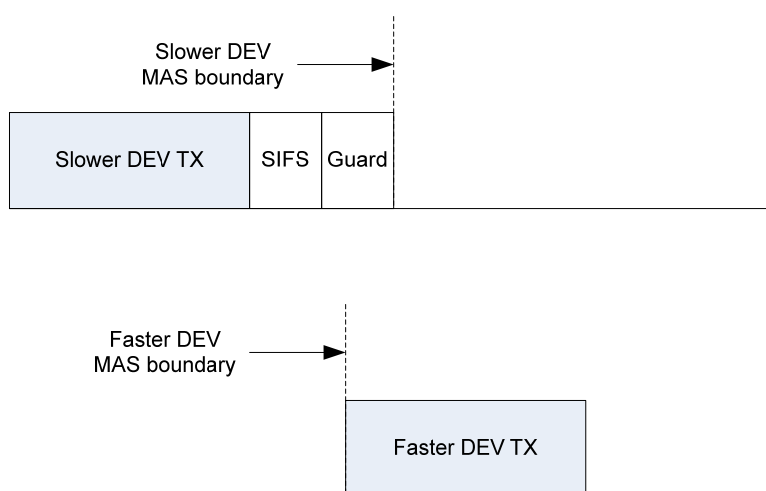 Slower DEV
MAS boundary
Slower DEV TX
SIFS
Guard
Faster DEV
MAS boundary
Faster DEV TX